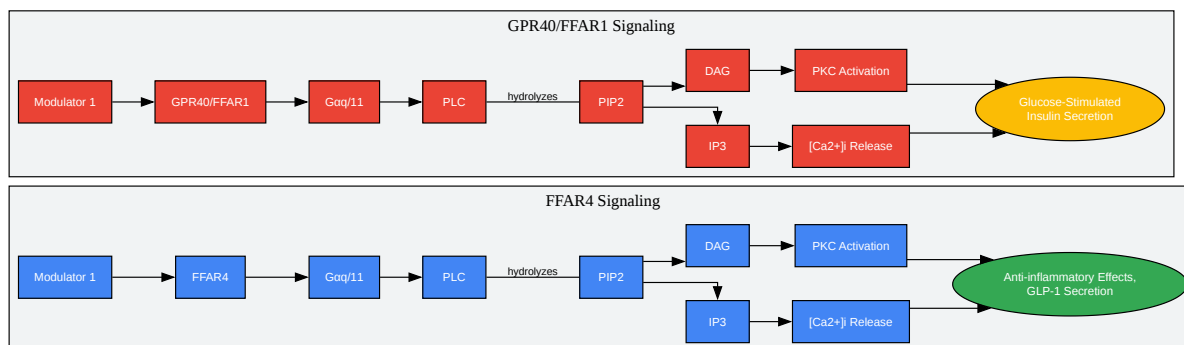 GPR40/FFAR1 Signaling
Modulator 1
GPR40/FFAR1
Gαq/11
PLC
hydrolyzes
PIP2
DAG
PKC Activation
IP3
[Ca2+]i Release
Glucose-Stimulated
Insulin Secretion
FFAR4 Signaling
Modulator 1
FFAR4
Gαq/11
PLC
hydrolyzes
PIP2
DAG
PKC Activation
IP3
[Ca2+]i Release
Anti-inflammatory Effects,
GLP-1 Secretion